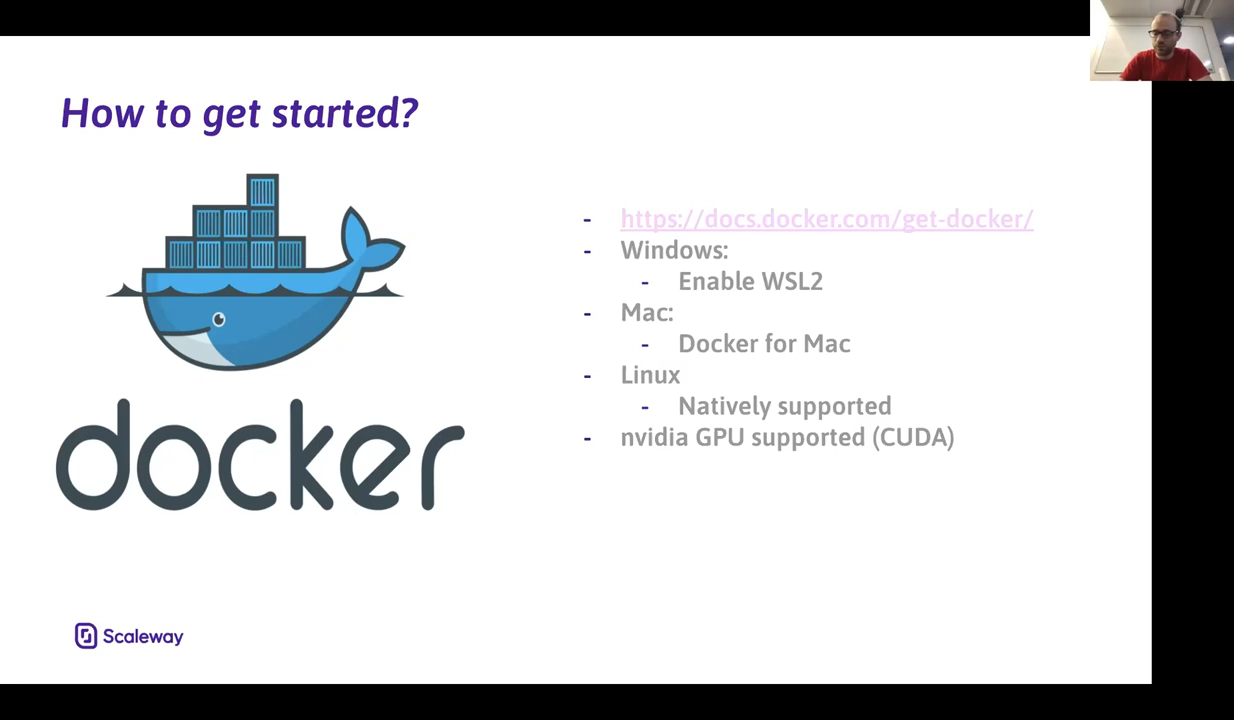 How to get started?
- https://docs.docker.com/get-docker/
- Windows:
- Enable WSL2
- Mac:
- Docker for Mac
- Linux
- Natively supported
- nvidia GPU supported (CUDA)
docker
Scaleway